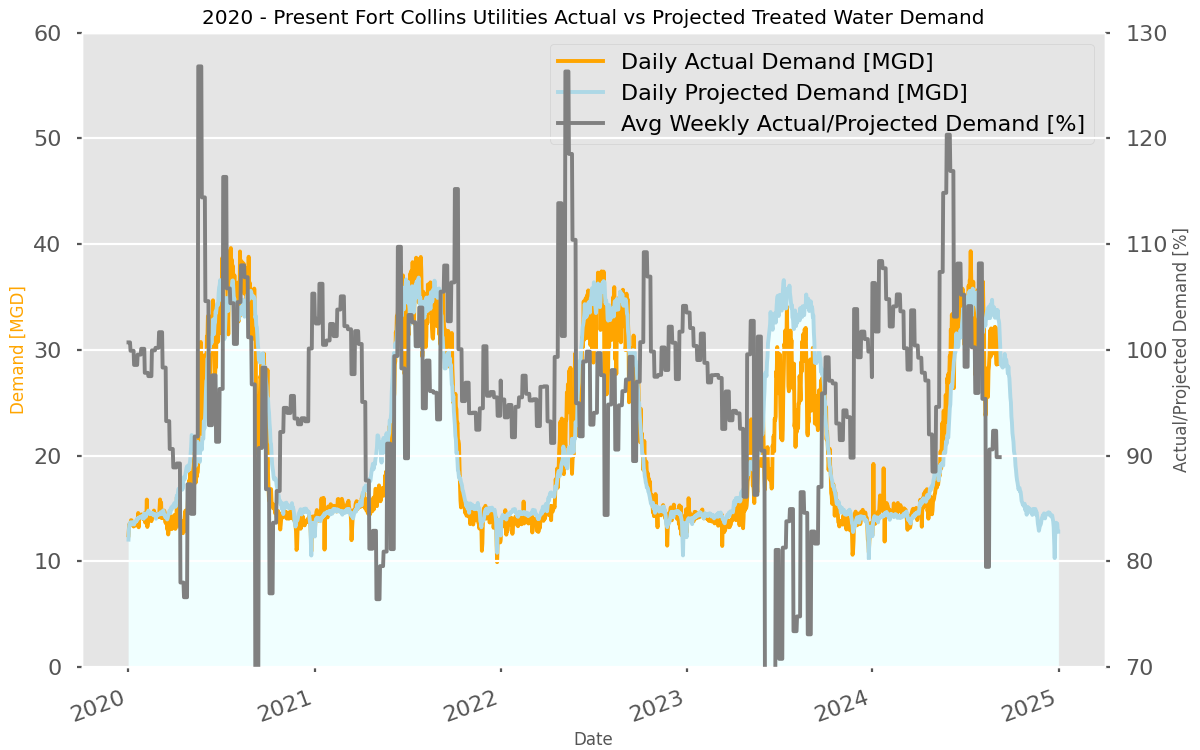 2020 - Present Fort Collins Utilities Actual vs Projected Treated Water Demand
Daily Actual Demand [MGD]
Daily Projected Demand [MGD]
Avg Weekly Actual/Projected Demand [%]
60
50
40
30
20
10
0
Demand [MGD]
130
120
110
100
90
80
70
Actual/Projected Demand [%]
2020
2021
2022
2023
2024
2025
Date